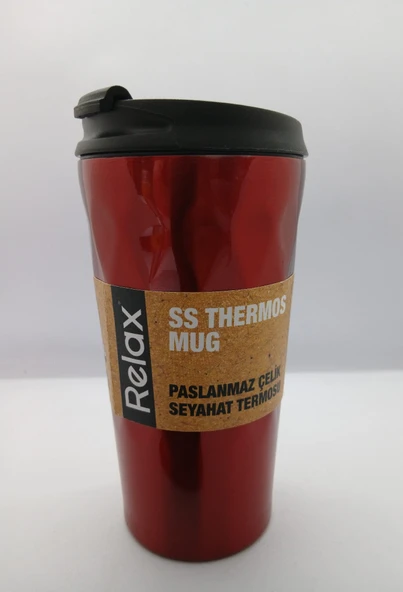 Relax
SS THERMOS
MUG
PASLANMAZ ÇELİK
SEYAHAT TERMOSU